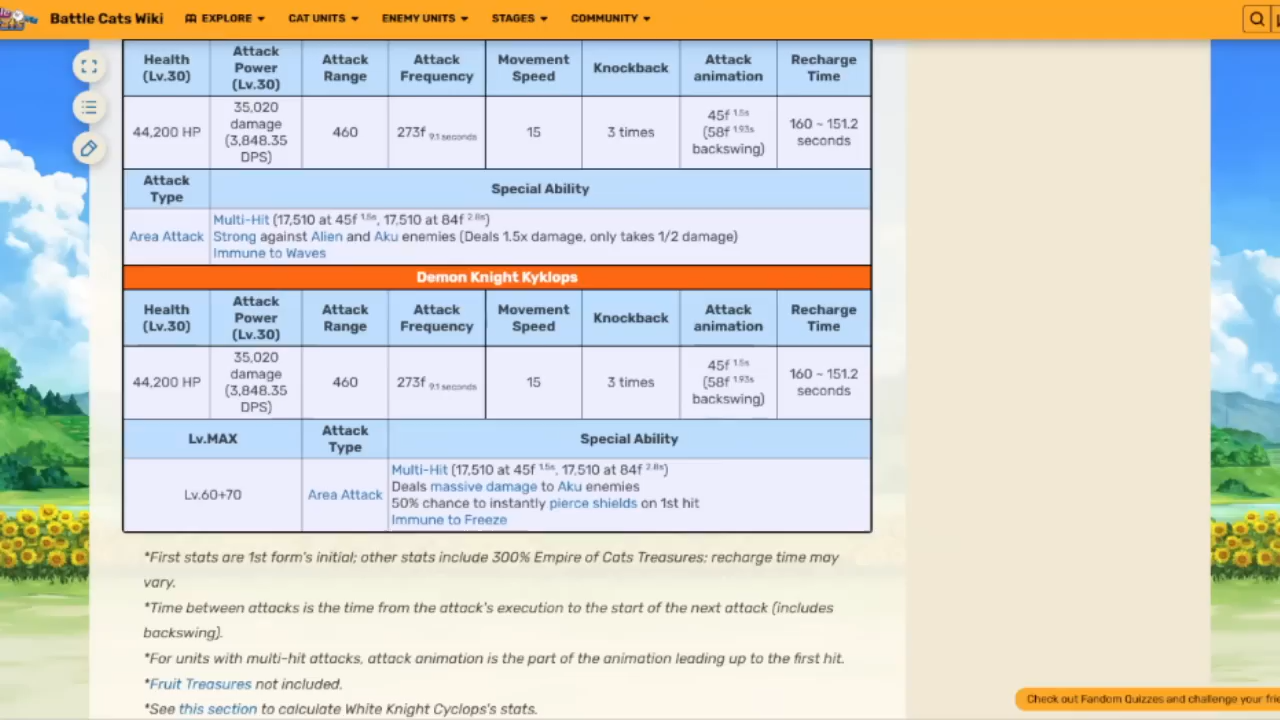 Battle Cats Wiki
EXPLORE
CAT UNITS
ENEMY UNITS
STAGES
COMMUNITY
Health (Lv.30)
Attack Power (Lv.30)
Attack Range
Attack Frequency
Movement Speed
Knockback
Attack animation
Recharge Time
44,200 HP
35,020 damage (3,848.35 DPS)
460
273f 9.1 seconds
15
3 times
45f 1.5s (58f 1.93s backswing)
160 ~ 151.2 seconds
Attack Type
Special Ability
Area Attack
Multi-Hit (17,510 at 45f 1.5s, 17,510 at 84f 2.8s)
Strong against Alien and Aku enemies (Deals 1.5x damage, only takes 1/2 damage)
Immune to Waves
Demon Knight Kyklops
Health (Lv.30)
Attack Power (Lv.30)
Attack Range
Attack Frequency
Movement Speed
Knockback
Attack animation
Recharge Time
44,200 HP
35,020 damage (3,848.35 DPS)
460
273f 9.1 seconds
15
3 times
45f 1.5s (58f 1.93s backswing)
160 ~ 151.2 seconds
Lv.MAX
Attack Type
Special Ability
Lv.60+70
Area Attack
Multi-Hit (17,510 at 45f 1.5s, 17,510 at 84f 2.8s)
Deals massive damage to Aku enemies
50% chance to instantly pierce shields on 1st hit
Immune to Freeze
*First stats are 1st form's initial; other stats include 300% Empire of Cats Treasures; recharge time may
vary.
*Time between attacks is the time from the attack's execution to the start of the next attack (includes
backswing).
*For units with multi-hit attacks, attack animation is the part of the animation leading up to the first hit.
*Fruit Treasures not included.
*See this section to calculate White Knight Cyclops's stats.
Check out Fandom Quizzes and challenge your frie